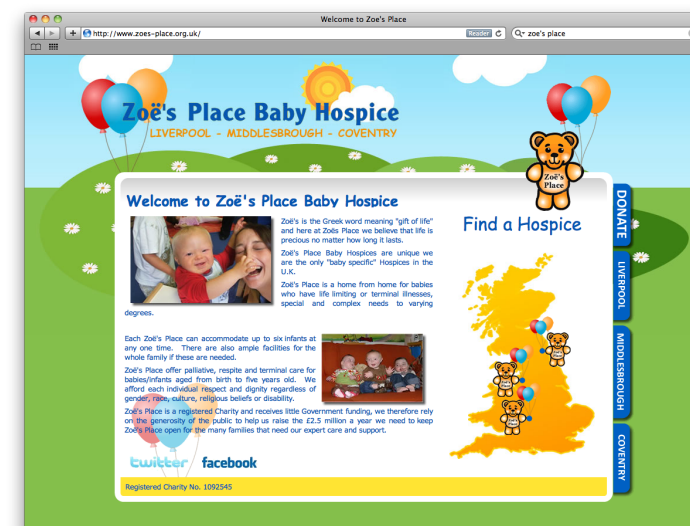 Welcome to Zoe's Place
http://www.zoes-place.org.uk/
Reader
zoe's place
Zoë's Place Baby Hospice
LIVERPOOL - MIDDLESBROUGH - COVENTRY
Zoë's
Place
Welcome to Zoë's Place Baby Hospice
Zoë's is the Greek word meaning "gift of life"
and here at Zoës Place we believe that life is
precious no matter how long it lasts.
Zoë's Place Baby Hospices are unique we
are the only "baby specific" Hospices in the
U.K.
Zoë's Place is a home from home for babies
who have life limiting or terminal illnesses,
special and complex needs to varying
degrees.
Each Zoë's Place can accommodate up to six infants at
any one time. There are also ample facilities for the
whole family if these are needed.
Zoë's Place offer palliative, respite and terminal care for
babies/infants aged from birth to five years old. We
afford each individual respect and dignity regardless of
gender, race, culture, religious beliefs or disability.
Zoë's Place is a registered Charity and receives little Government funding, we therefore rely
on the generosity of the public to help us raise the £2.5 million a year we need to keep
Zoë's Place open for the many families that need our expert care and support.
twitter facebook
Registered Charity No. 1092545
Find a Hospice
Zoë's
Place
Zoë's
Place
Zoë's
Place
DONATE
LIVERPOOL
MIDDLESBROUGH
COVENTRY